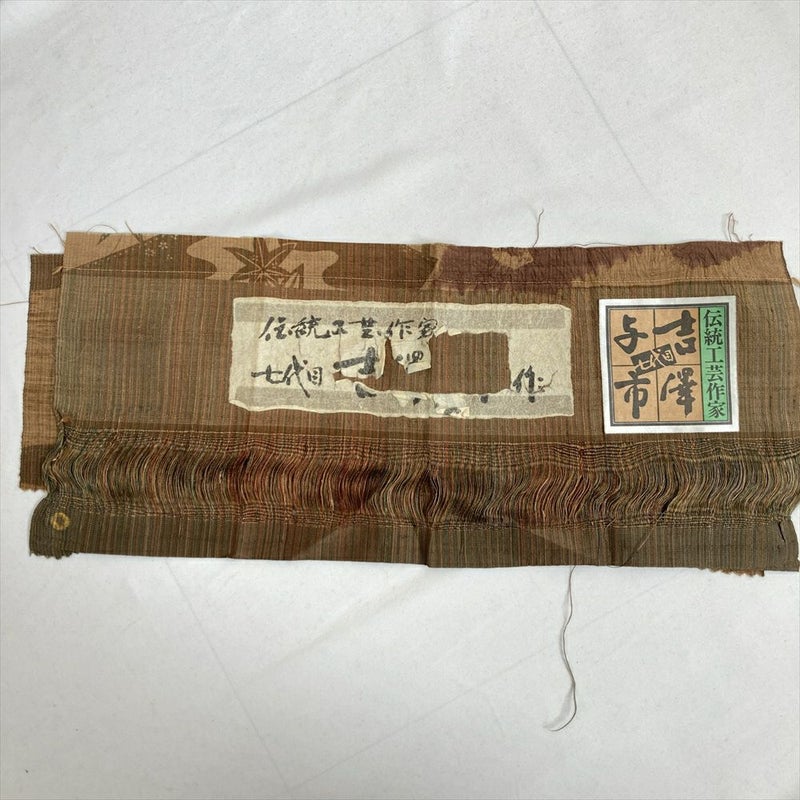 伝統工芸作家
七代目 吉 作
伝統工芸作家
吉澤
与市
七代目